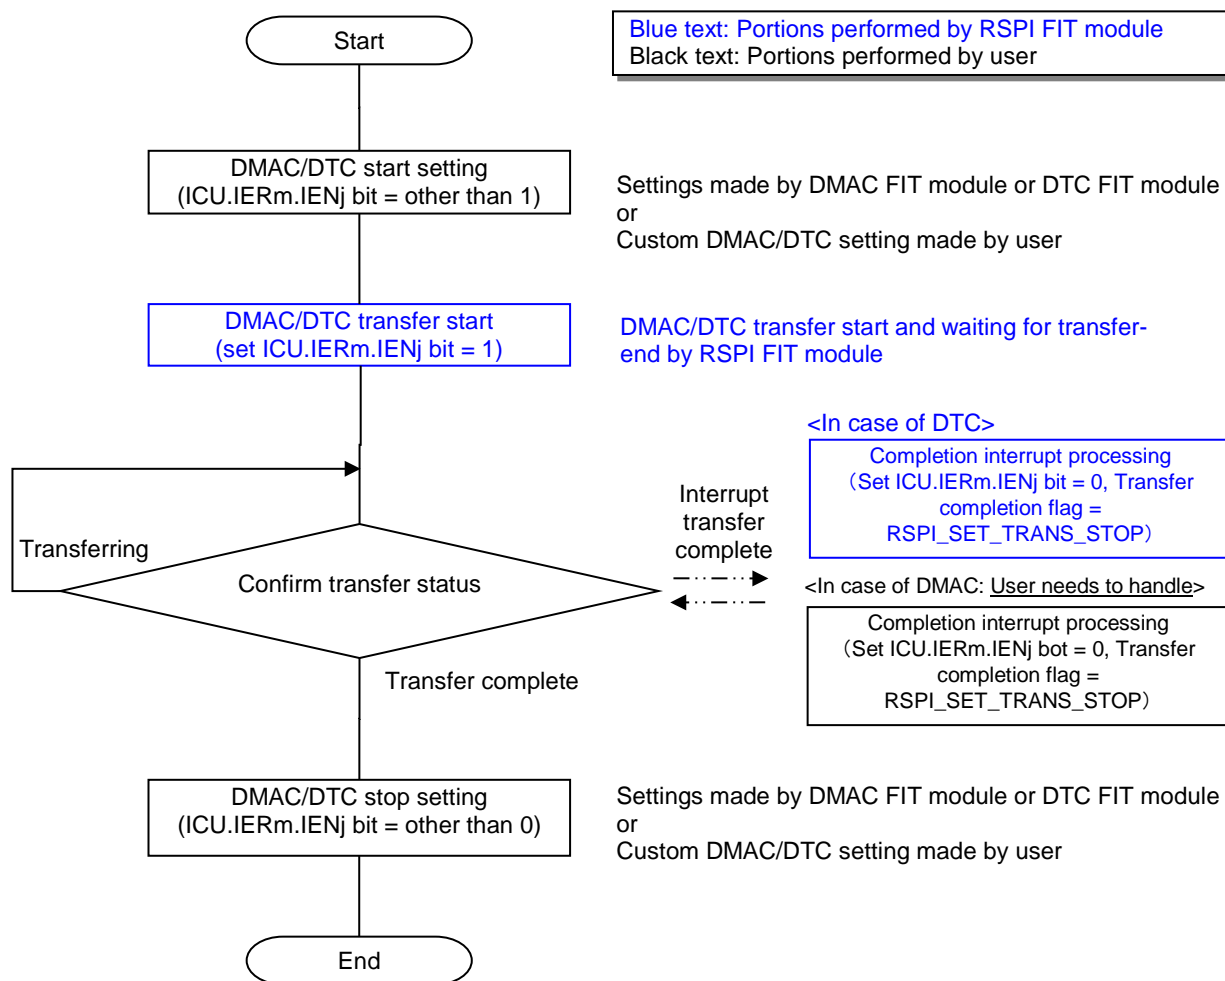 Start
Blue text: Portions performed by RSPI FIT module
Black text: Portions performed by user
DMAC/DTC start setting
(ICU.IERm.IENj bit = other than 1)
Settings made by DMAC FIT module or DTC FIT module
or
Custom DMAC/DTC setting made by user
DMAC/DTC transfer start
(set ICU.IERm.IENj bit = 1)
DMAC/DTC transfer start and waiting for transfer-
end by RSPI FIT module
<In case of DTC>
Completion interrupt processing
（Set ICU.IERm.IENj bit = 0, Transfer
completion flag =
RSPI_SET_TRANS_STOP）
Interrupt
transfer
complete
Transferring
Confirm transfer status
<In case of DMAC: User needs to handle>
Completion interrupt processing
（Set ICU.IERm.IENj bot = 0, Transfer
completion flag =
RSPI_SET_TRANS_STOP）
Transfer complete
DMAC/DTC stop setting
(ICU.IERm.IENj bit = other than 0)
Settings made by DMAC FIT module or DTC FIT module
or
Custom DMAC/DTC setting made by user
End